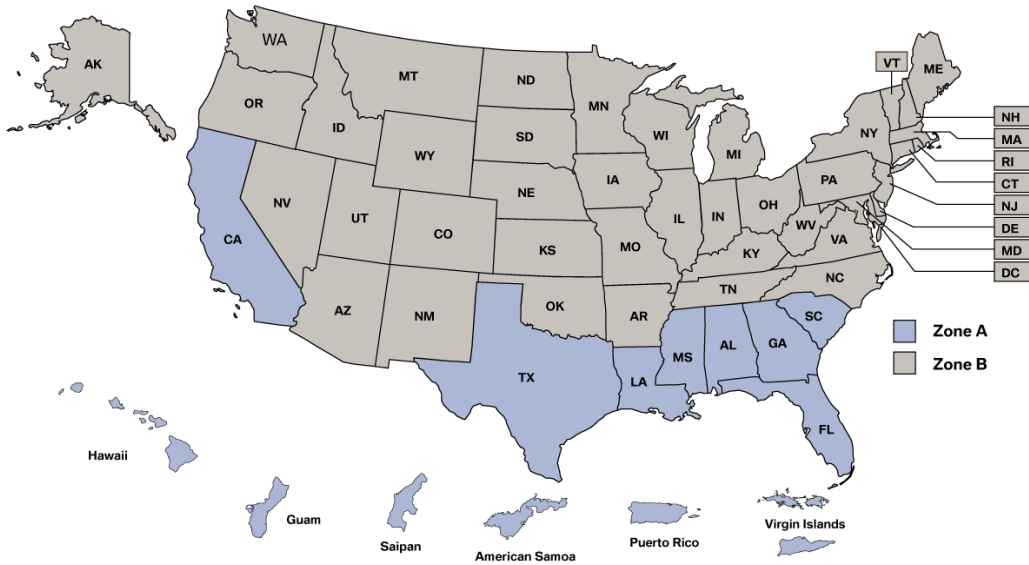 WA
AK
VT
ME
MT
ND
MN
OR
ID
SD
WI
NY
NH
MA
RI
CT
NJ
DE
MD
DC
WY
MI
IA
PA
NE
NV
UT
CO
IL
IN
OH
WV
VA
CA
KS
MO
KY
NC
TN
AZ
NM
OK
AR
SC
Zone A
Zone B
MS
AL
GA
TX
LA
FL
Hawaii
Guam
Saipan
American Samoa
Puerto Rico
Virgin Islands